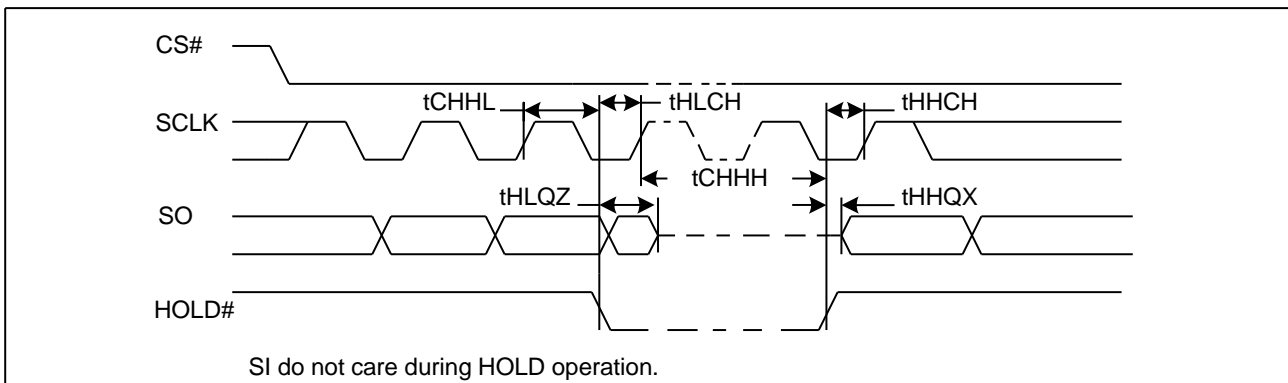 CS#
tCHHL
tHLCH
tHHCH
SCLK
tCHHH
tHLQZ
tHHQX
SO
HOLD#
SI do not care during HOLD operation.